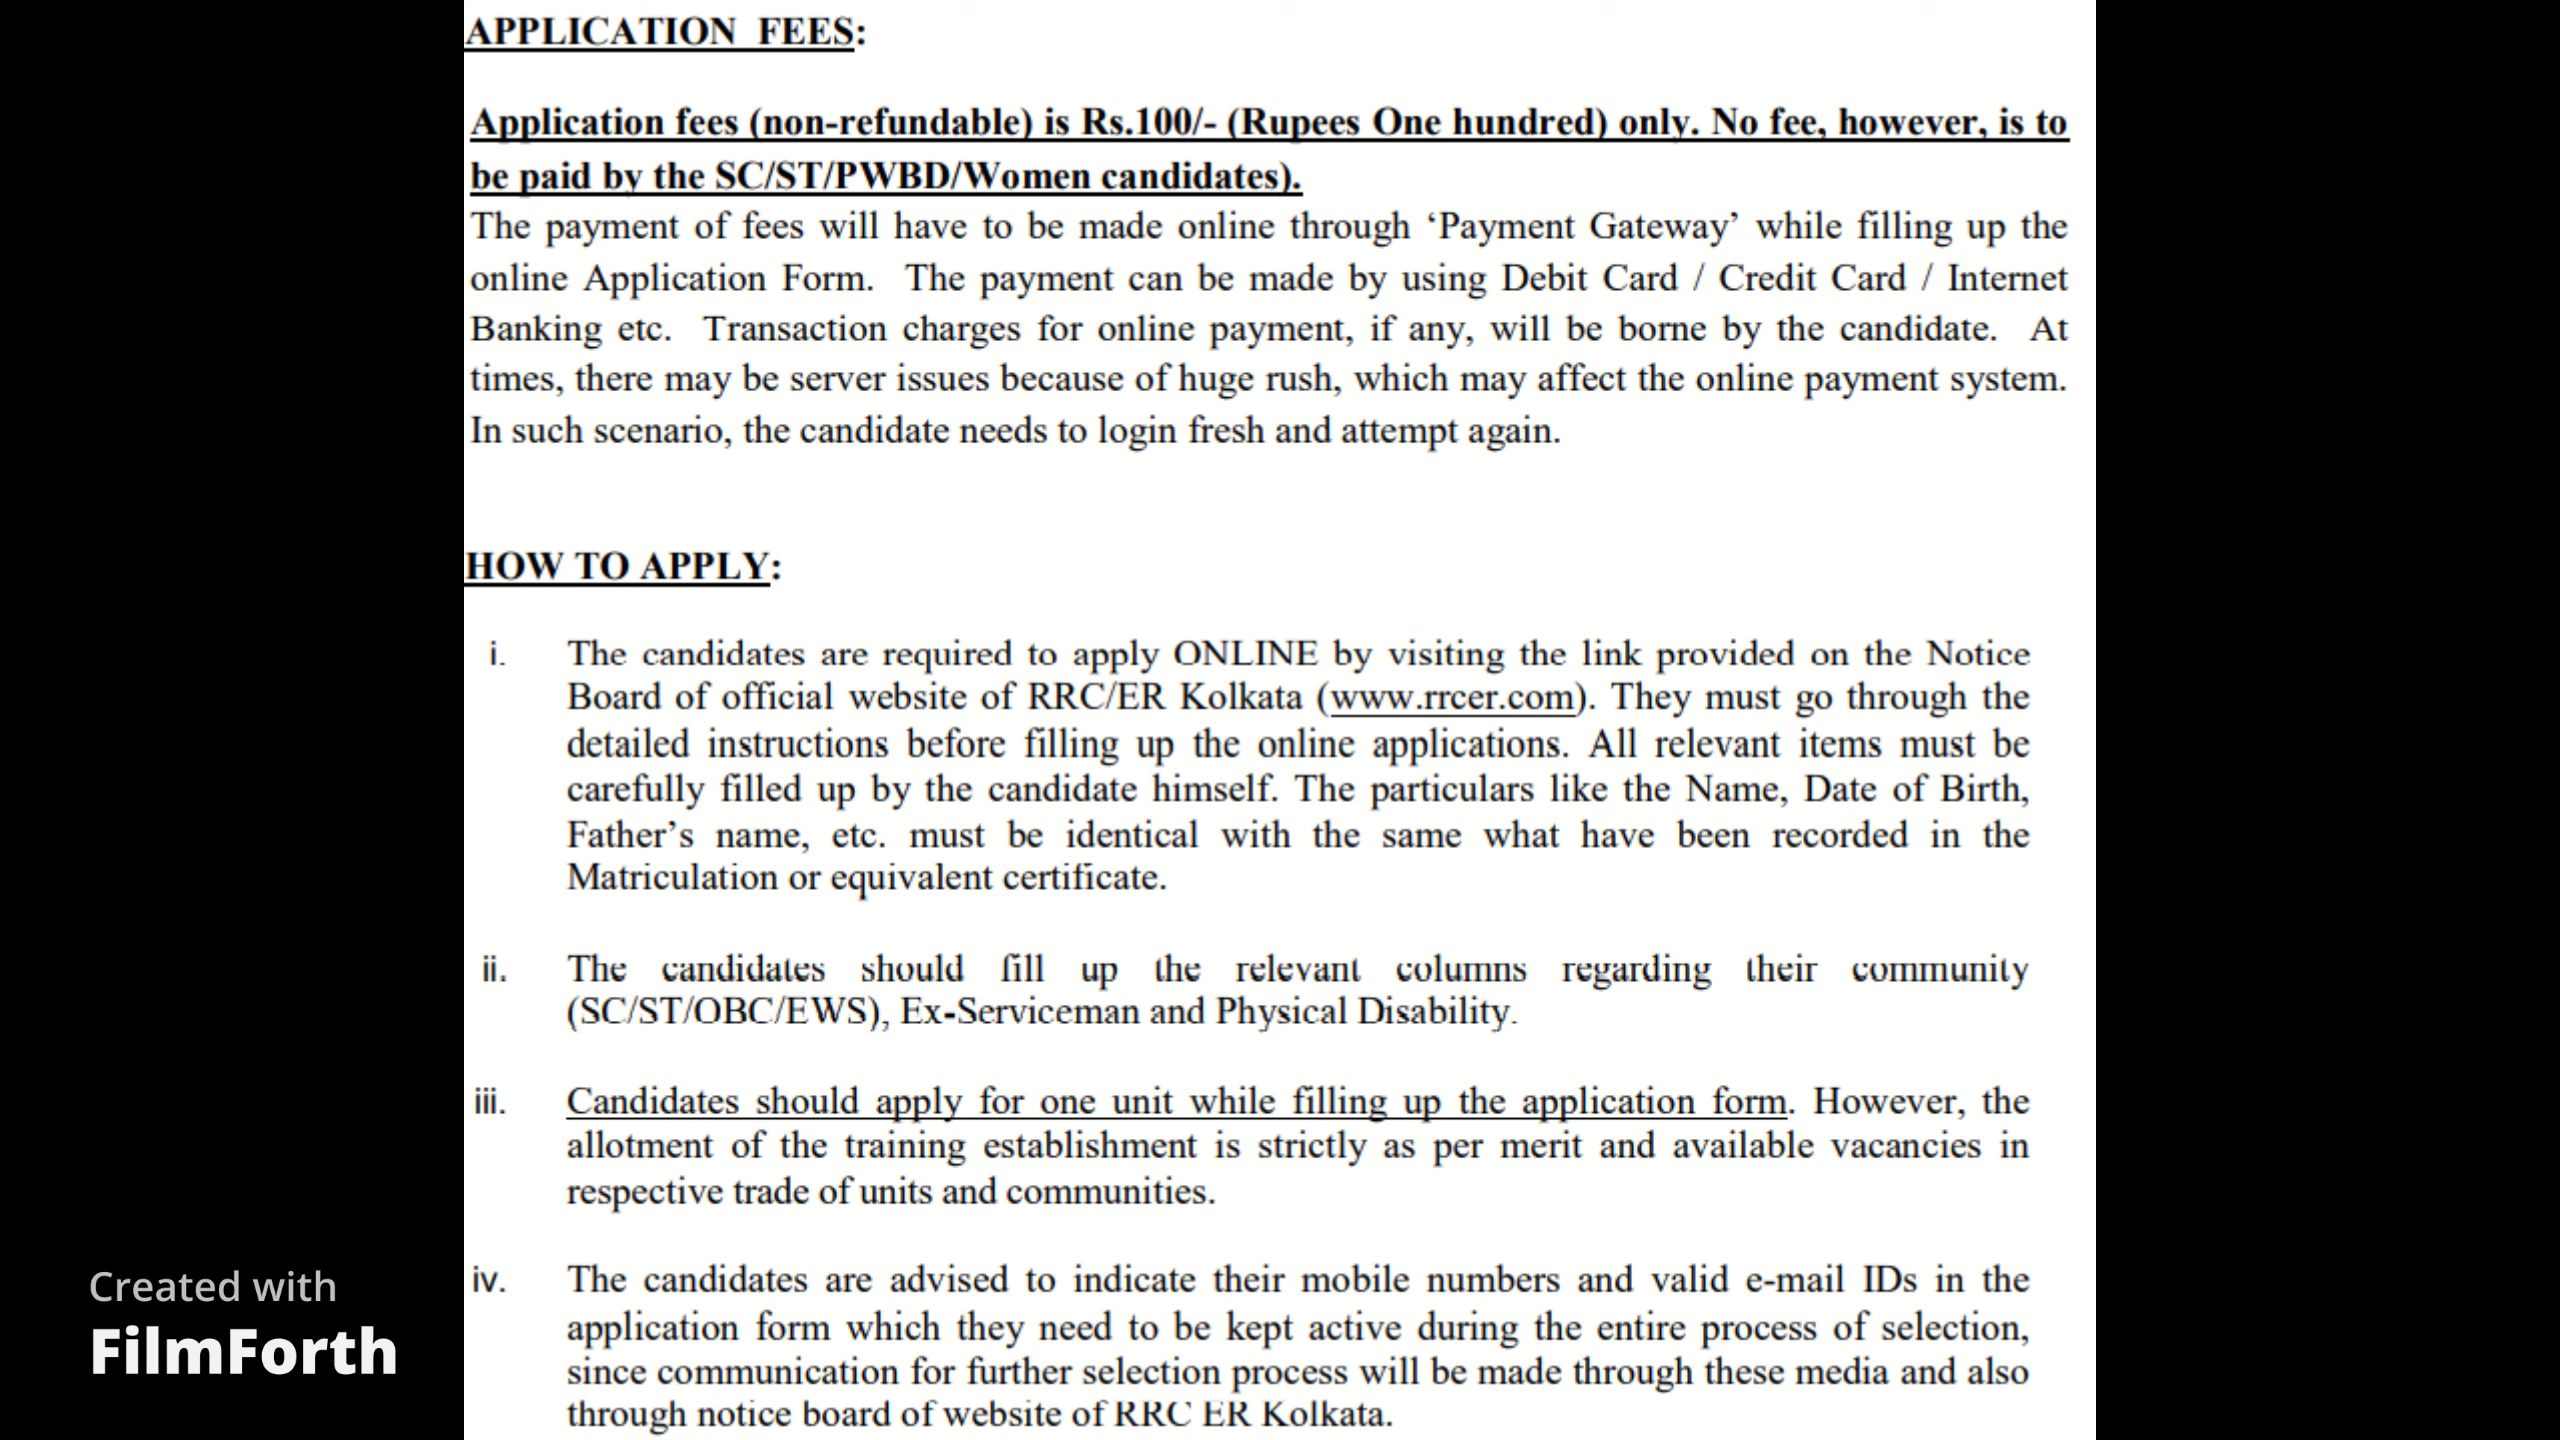 APPLICATION FEES:
Application fees (non-refundable) is Rs.100/- (Rupees One hundred) only. No fee, however, is to
be paid by the SC/ST/PWBD/Women candidates).
The payment of fees will have to be made online through ‘Payment Gateway’ while filling up the
online Application Form. The payment can be made by using Debit Card / Credit Card / Internet
Banking etc. Transaction charges for online payment, if any, will be borne by the candidate. At
times, there may be server issues because of huge rush, which may affect the online payment system.
In such scenario, the candidate needs to login fresh and attempt again.
HOW TO APPLY:
i. The candidates are required to apply ONLINE by visiting the link provided on the Notice
Board of official website of RRC/ER Kolkata (www.rrcer.com). They must go through the
detailed instructions before filling up the online applications. All relevant items must be
carefully filled up by the candidate himself. The particulars like the Name, Date of Birth,
Father’s name, etc. must be identical with the same what have been recorded in the
Matriculation or equivalent certificate.
ii. The candidates should fill up the relevant columns regarding their community
(SC/ST/OBC/EWS), Ex-Serviceman and Physical Disability.
iii. Candidates should apply for one unit while filling up the application form. However, the
allotment of the training establishment is strictly as per merit and available vacancies in
respective trade of units and communities.
iv. The candidates are advised to indicate their mobile numbers and valid e-mail IDs in the
application form which they need to be kept active during the entire process of selection,
since communication for further selection process will be made through these media and also
through notice board of website of RRC ER Kolkata.
Created with
FilmForth